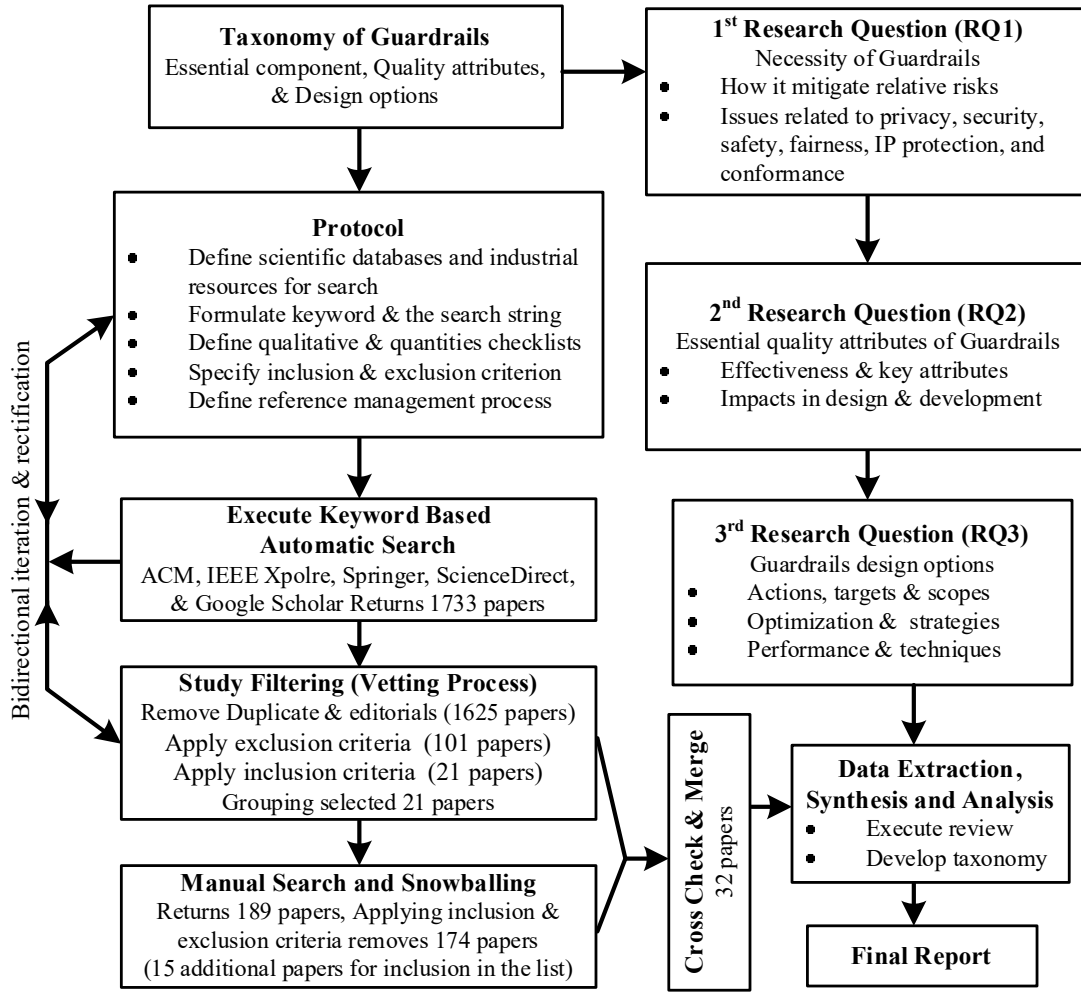 Taxonomy of Guardrails
Essential component, Quality attributes,
& Design options
Protocol
• Define scientific databases and industrial
resources for search
• Formulate keyword & the search string
• Define qualitative & quantities checklists
• Specify inclusion & exclusion criterion
• Define reference management process
Bidirectional iteration & rectification
Execute Keyword Based
Automatic Search
ACM, IEEE Xpolre, Springer, ScienceDirect,
& Google Scholar Returns 1733 papers
Study Filtering (Vetting Process)
Remove Duplicate & editorials (1625 papers)
Apply exclusion criteria (101 papers)
Apply inclusion criteria (21 papers)
Grouping selected 21 papers
Manual Search and Snowballing
Returns 189 papers, Applying inclusion &
exclusion criteria removes 174 papers
(15 additional papers for inclusion in the list)
1st Research Question (RQ1)
Necessity of Guardrails
• How it mitigate relative risks
• Issues related to privacy, security,
safety, fairness, IP protection, and
conformance
2nd Research Question (RQ2)
Essential quality attributes of Guardrails
• Effectiveness & key attributes
• Impacts in design & development
3rd Research Question (RQ3)
Guardrails design options
• Actions, targets & scopes
• Optimization & strategies
• Performance & techniques
Cross Check & Merge
32 papers
Data Extraction,
Synthesis and Analysis
• Execute review
• Develop taxonomy
Final Report